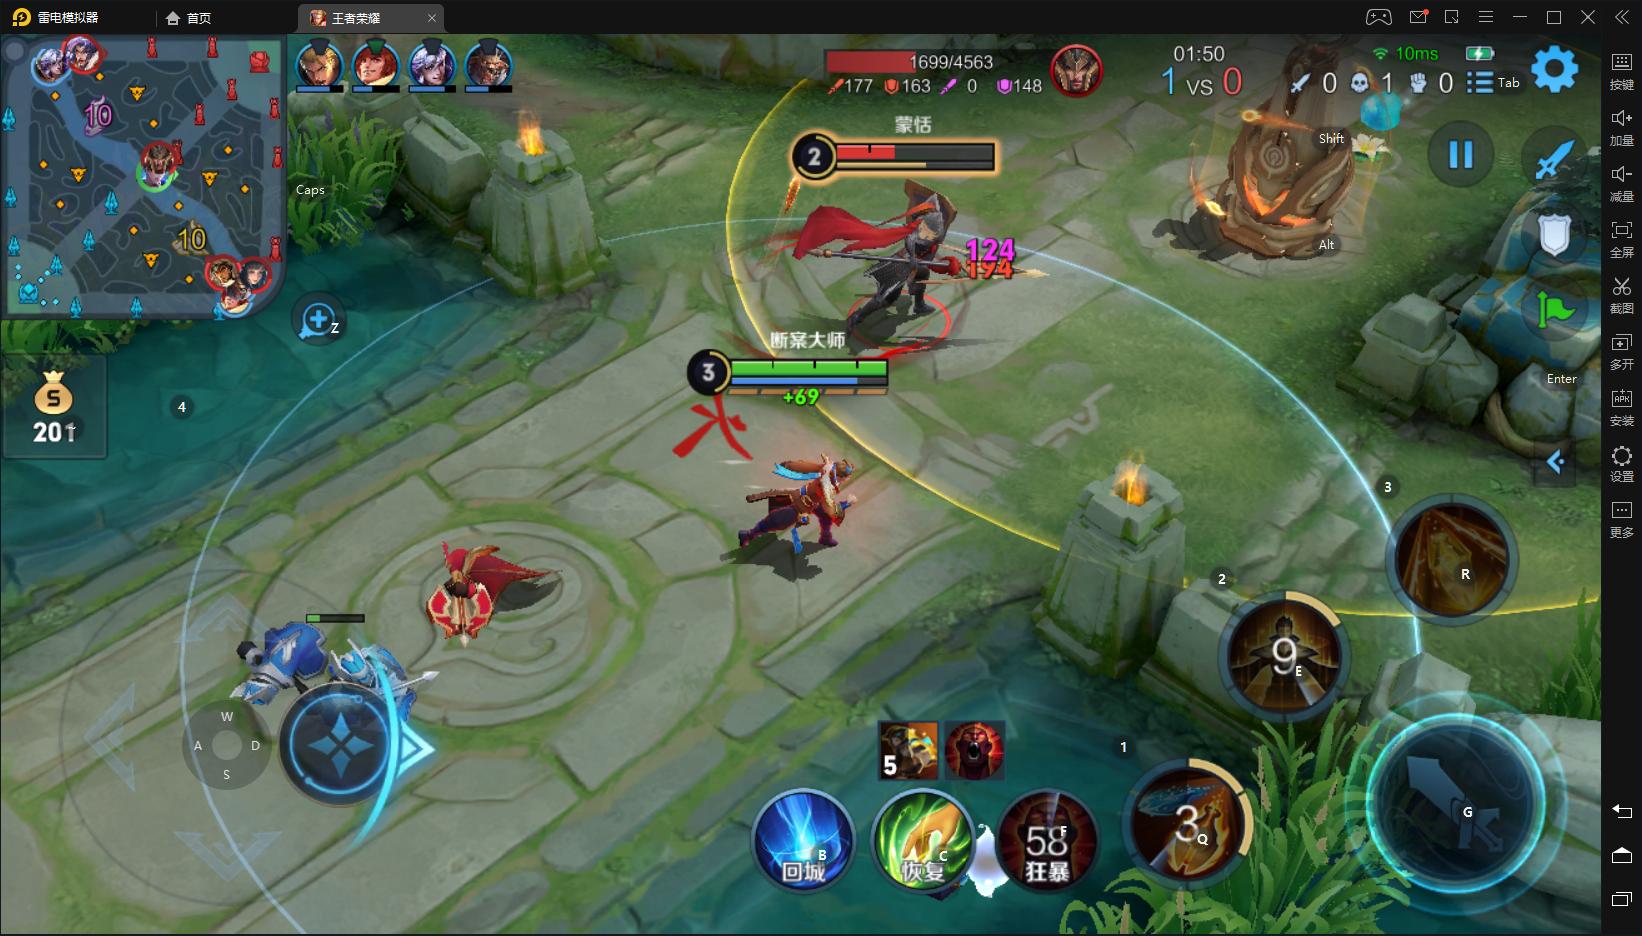 雷电模拟器
首页
王者荣耀
1699/4563
177 163 0 148
01:50
1 VS 0
0 1 0
10ms
Tab
Shift
Alt
Caps
10
10
蒙恬
2
124
194
断案大师
3
+69
Z
Enter
4
3
2
1
201
R
9
E
W
A
D
S
5
回城
B
恢复
C
58
F
狂暴
3
Q
G
按键
加量
减量
全屏
截图
多开
APK
安装
设置
更多